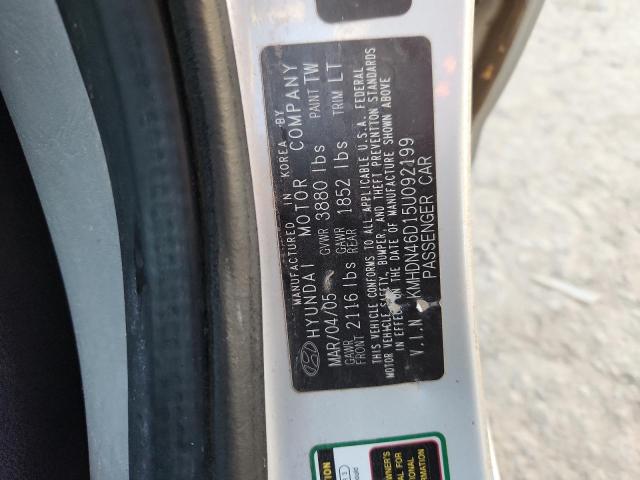 MANUFACTURED IN KOREA BY
HYUNDAI MOTOR COMPANY
MAR/04/05 GVWR 3880 lbs PAINT TW
GAWR FRONT 2116 lbs GAWR REAR 1852 lbs TRIM LT
THIS VEHICLE CONFORMS TO ALL APPLICABLE U.S.A. FEDERAL
MOTOR VEHICLE SAFETY, BUMPER, AND THEFT PREVENTION STANDARDS
IN EFFECT ON THE DATE OF MANUFACTURE SHOWN ABOVE
V.I.N KMHDN46D15U092199
PASSENGER CAR